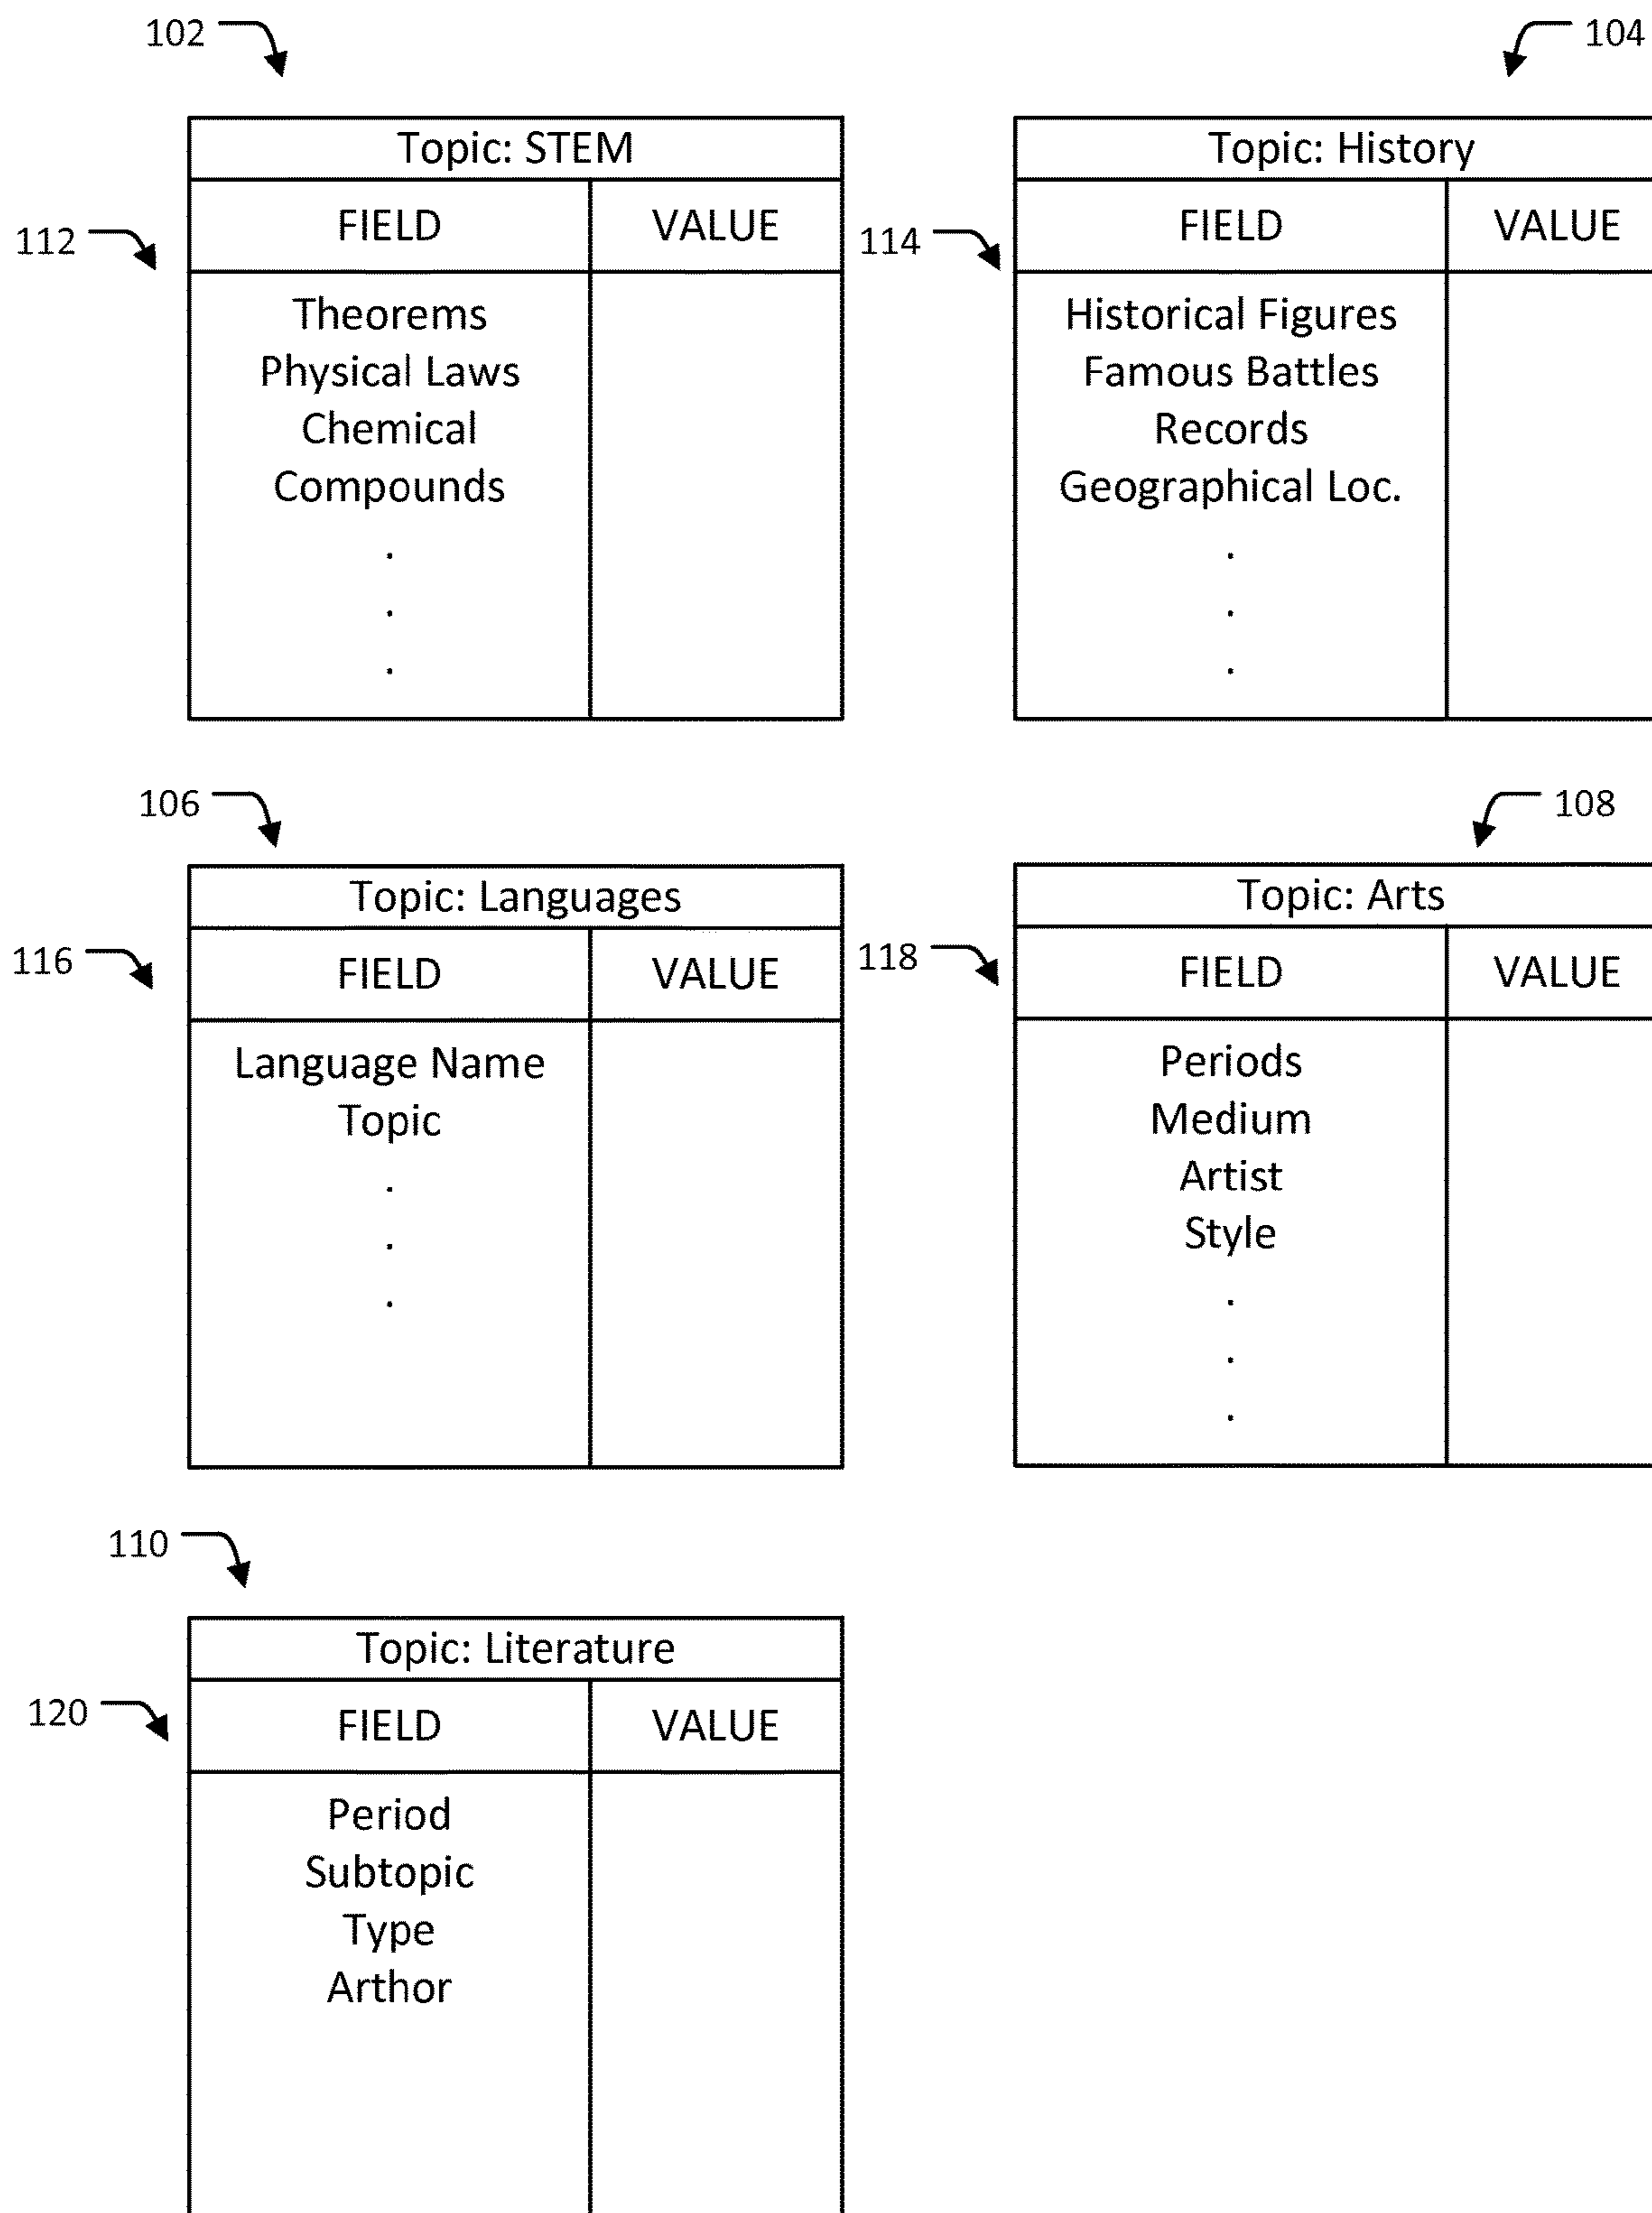 102
104
Topic: STEM
FIELD VALUE
112
Theorems
Physical Laws
Chemical
Compounds
.
.
.
Topic: History
FIELD VALUE
114
Historical Figures
Famous Battles
Records
Geographical Loc.
.
.
.
106
108
Topic: Languages
FIELD VALUE
116
Language Name
Topic
.
.
.
Topic: Arts
FIELD VALUE
118
Periods
Medium
Artist
Style
.
.
.
110
Topic: Literature
FIELD VALUE
120
Period
Subtopic
Type
Arthor